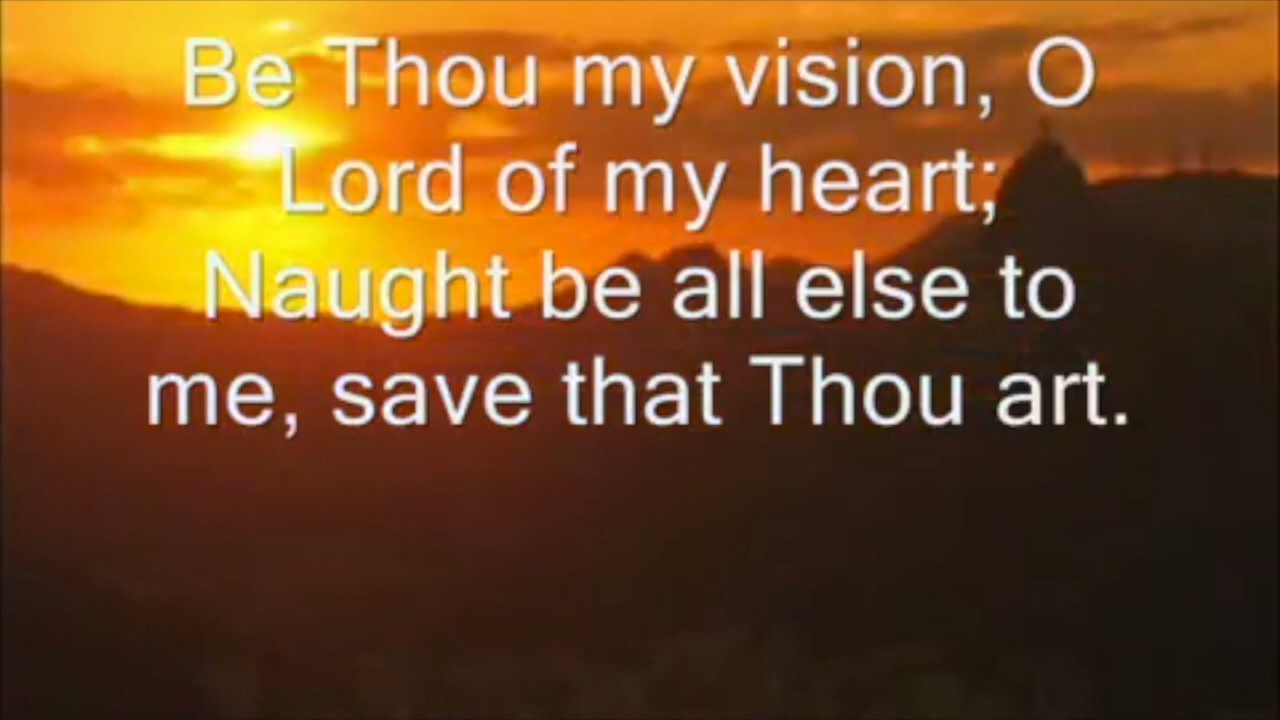 Be Thou my vision, O
Lord of my heart;
Naught be all else to
me, save that Thou art.